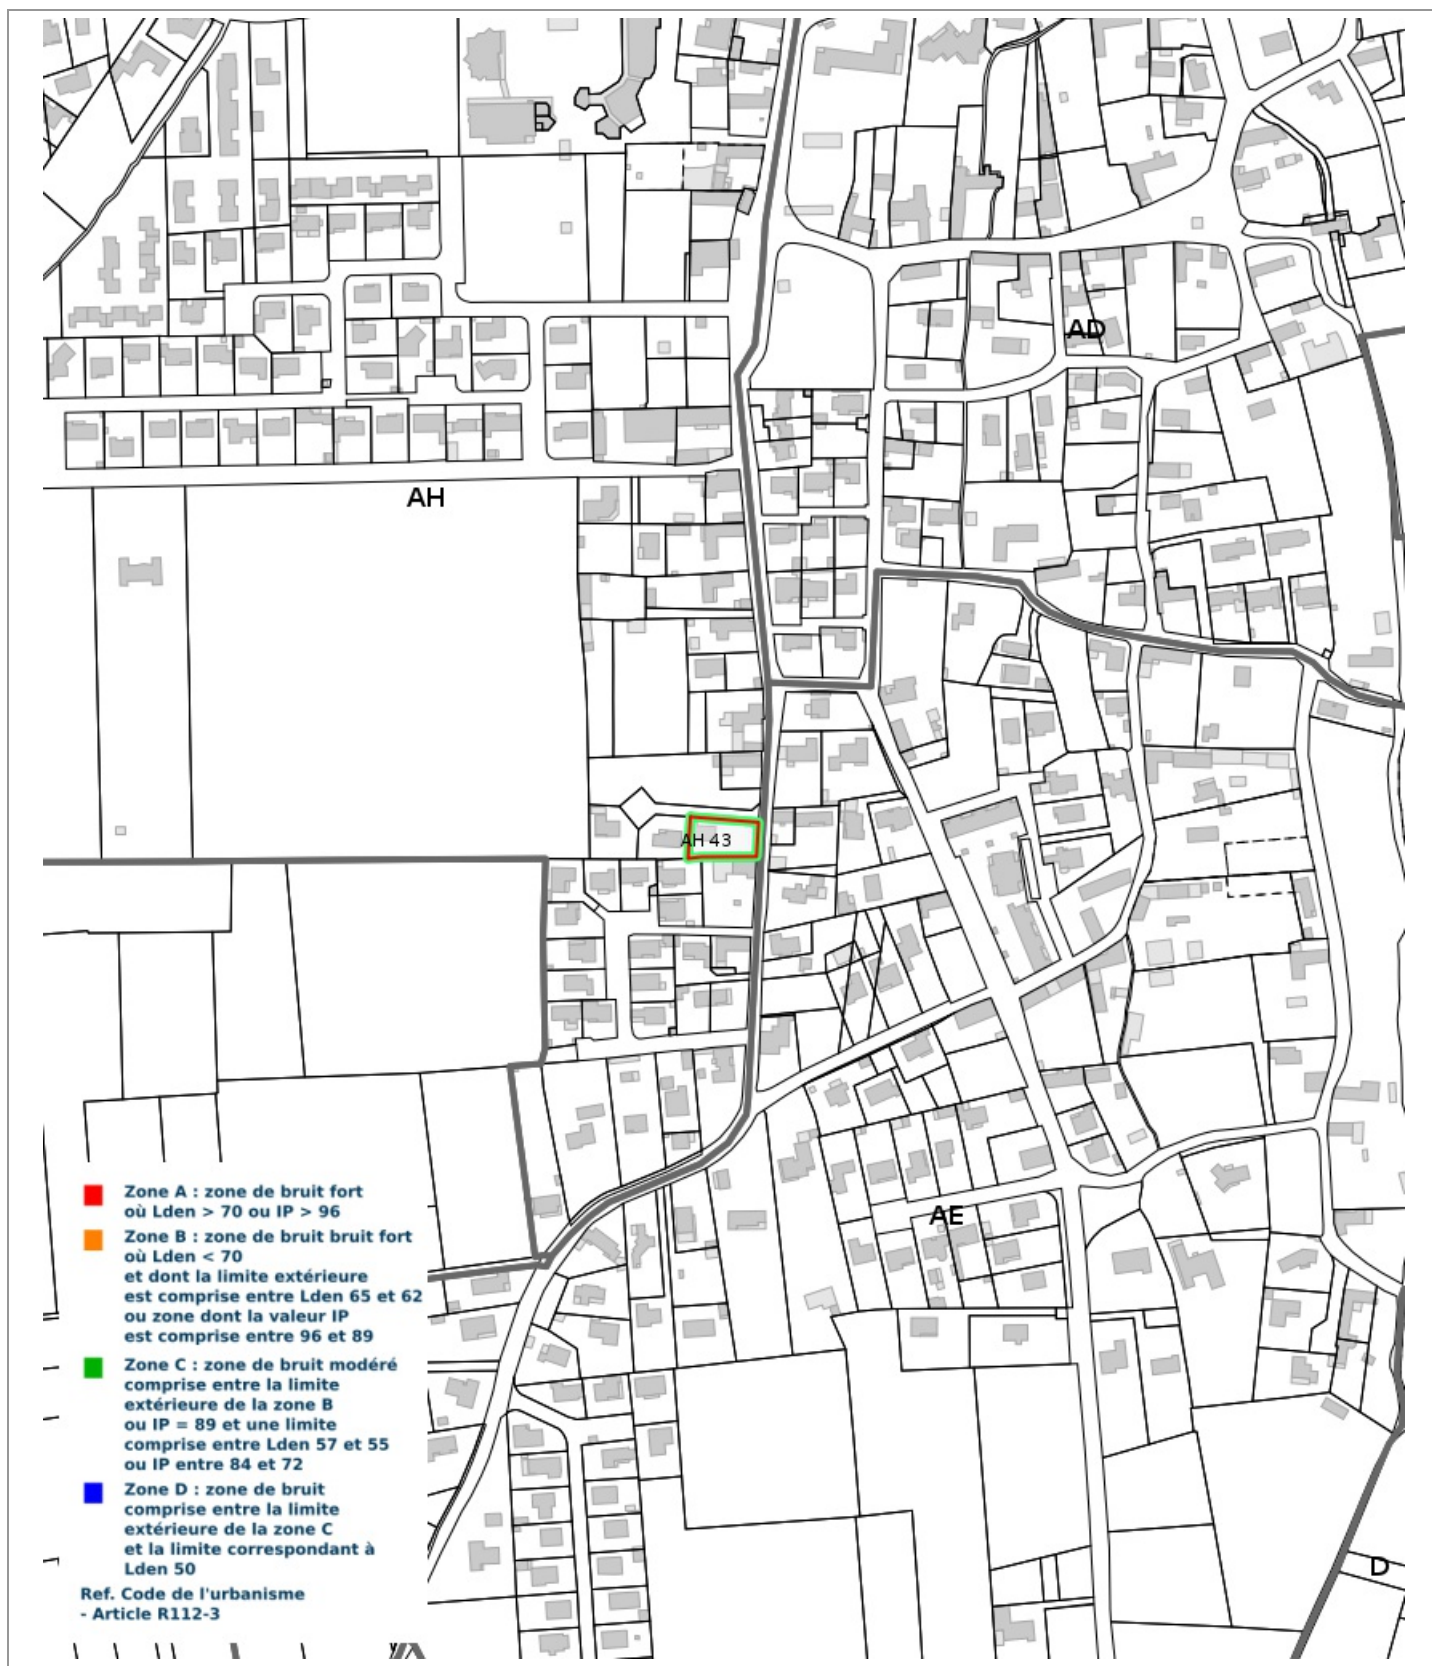 AD
AH
AH 43
Zone A : zone de bruit fort
où Lden > 70 ou IP > 96
Zone B : zone de bruit bruit fort
où Lden < 70
et dont la limite extérieure
est comprise entre Lden 65 et 62
ou zone dont la valeur IP
est comprise entre 96 et 89
Zone C : zone de bruit modéré
comprise entre la limite
extérieure de la zone B
ou IP = 89 et une limite
comprise entre Lden 57 et 55
ou IP entre 84 et 72
Zone D : zone de bruit
comprise entre la limite
extérieure de la zone C
et la limite correspondant à
Lden 50
Ref. Code de l'urbanisme
- Article R112-3
AE
D